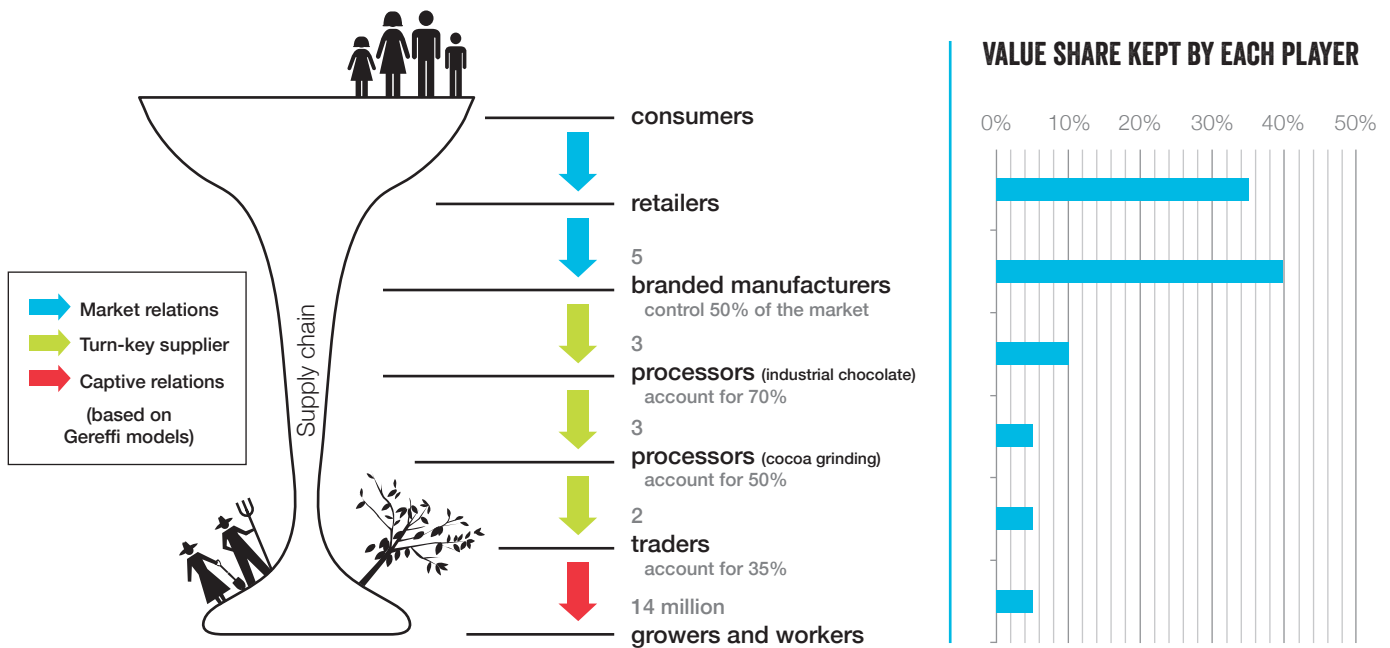 VALUE SHARE KEPT BY EACH PLAYER
0% 10% 20% 30% 40% 50%
consumers
retailers
5
branded manufacturers
control 50% of the market
3
processors (industrial chocolate)
account for 70%
3
processors (cocoa grinding)
account for 50%
2
traders
account for 35%
14 million
growers and workers
Supply chain
Market relations
Turn-key supplier
Captive relations
(based on
Gereffi models)